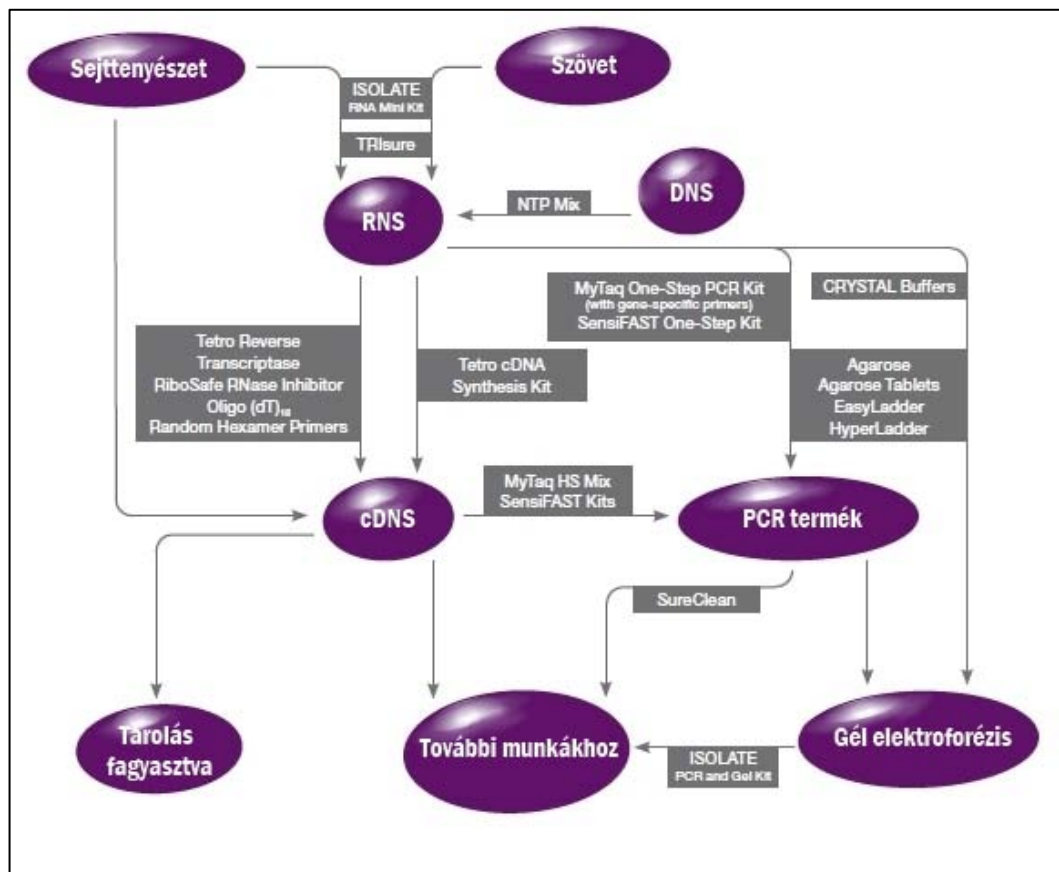 Sejttenyészet
Szövet
ISOLATE
RNA Mini Kit
TRIsure
DNS
NTP Mix
RNS
MyTaq One-Step PCR Kit
(with gene-specific primers)
SensiFAST One-Step Kit
CRYSTAL Buffers
Tetro Reverse
Transcriptase
RiboSafe RNase Inhibitor
Oligo (dT)₁₈
Random Hexamer Primers
Tetro cDNA
Synthesis Kit
Agarose
Agarose Tablets
EasyLadder
HyperLadder
MyTaq HS Mix
SensiFAST Kits
cDNS
PCR termék
SureClean
Tárolás
fagyasztva
További munkákhoz
Gél elektroforézis
ISOLATE
PCR and Gel Kit